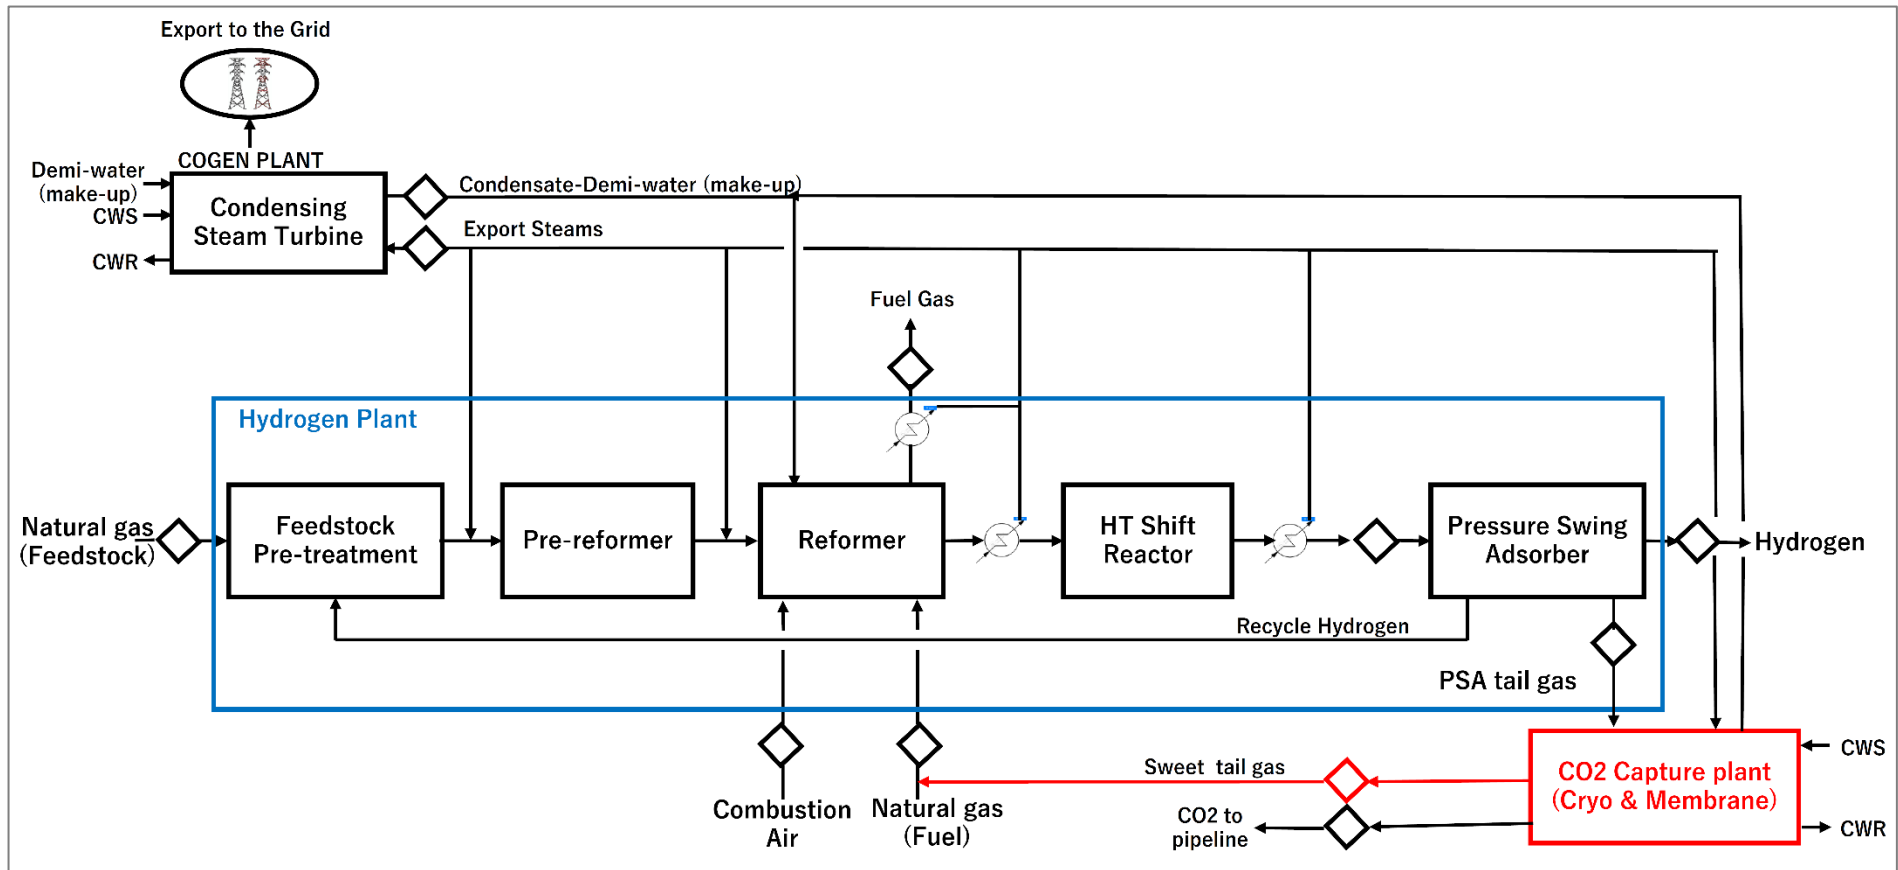 Export to the Grid
COGEN PLANT
Demi-water
(make-up)
CWS
CWR
Condensing
Steam Turbine
Condensate-Demi-water (make-up)
Export Steams
Fuel Gas
Hydrogen Plant
Natural gas
(Feedstock)
Feedstock
Pre-treatment
Pre-reformer
Reformer
HT Shift
Reactor
Pressure Swing
Adsorber
Hydrogen
Recycle Hydrogen
PSA tail gas
Combustion
Air
Natural gas
(Fuel)
Sweet tail gas
CO2 to
pipeline
CO2 Capture plant
(Cryo & Membrane)
CWS
CWR